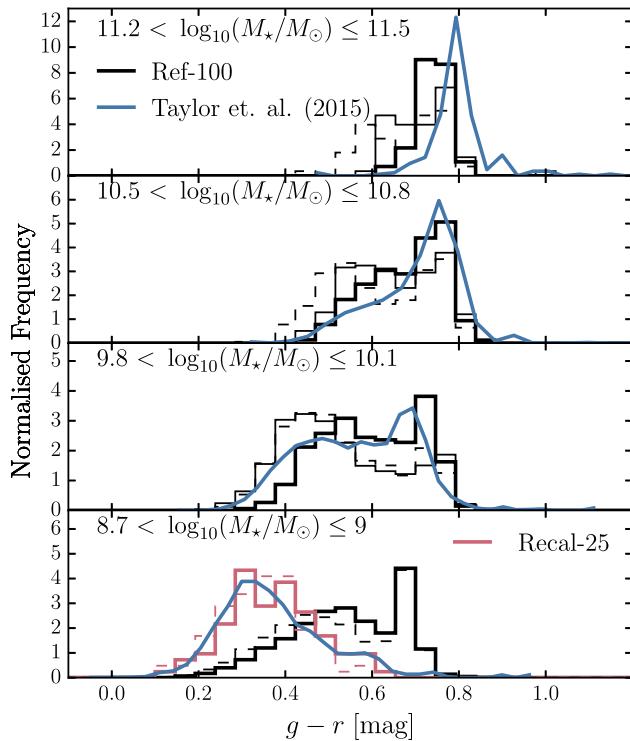 11.2 < log₁₀(M⋆/M⊙) ≤ 11.5
Ref-100
Taylor et. al. (2015)
12
10
8
6
4
2
0
10.5 < log₁₀(M⋆/M⊙) ≤ 10.8
6
5
4
3
2
1
0
9.8 < log₁₀(M⋆/M⊙) ≤ 10.1
5
4
3
2
1
0
8.7 < log₁₀(M⋆/M⊙) ≤ 9
Recal-25
6
5
4
3
2
1
0
Normalised Frequency
0.0 0.2 0.4 0.6 0.8 1.0
g − r [mag]